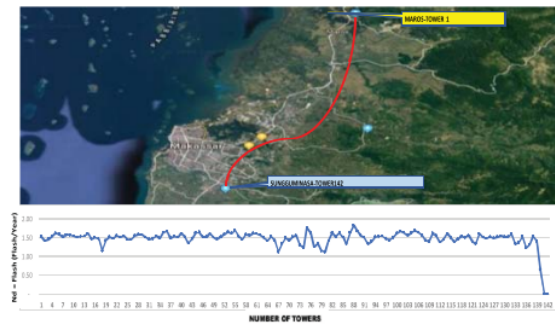 MAROS-TOWER 1
Makassar
SUNGGUMINASA-TOWER142
Nd = Flash (Flash/Year)
2.00
1.50
1.00
0.50
-
1 4 7 10 13 16 19 22 25 28 31 34 37 40 43 46 49 52 55 58 61 64 67 70 73 76 79 82 85 88 91 94 97 100 103 106 109 112 115 118 121 124 127 130 133 136 139 142
NUMBER OF TOWERS